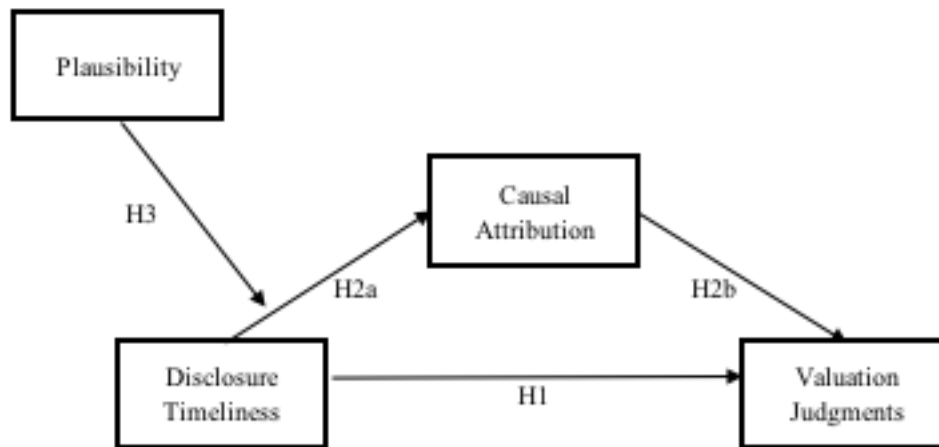 Plausibility
H3
Causal
Attribution
H2a
H2b
Disclosure
Timeliness
H1
Valuation
Judgments